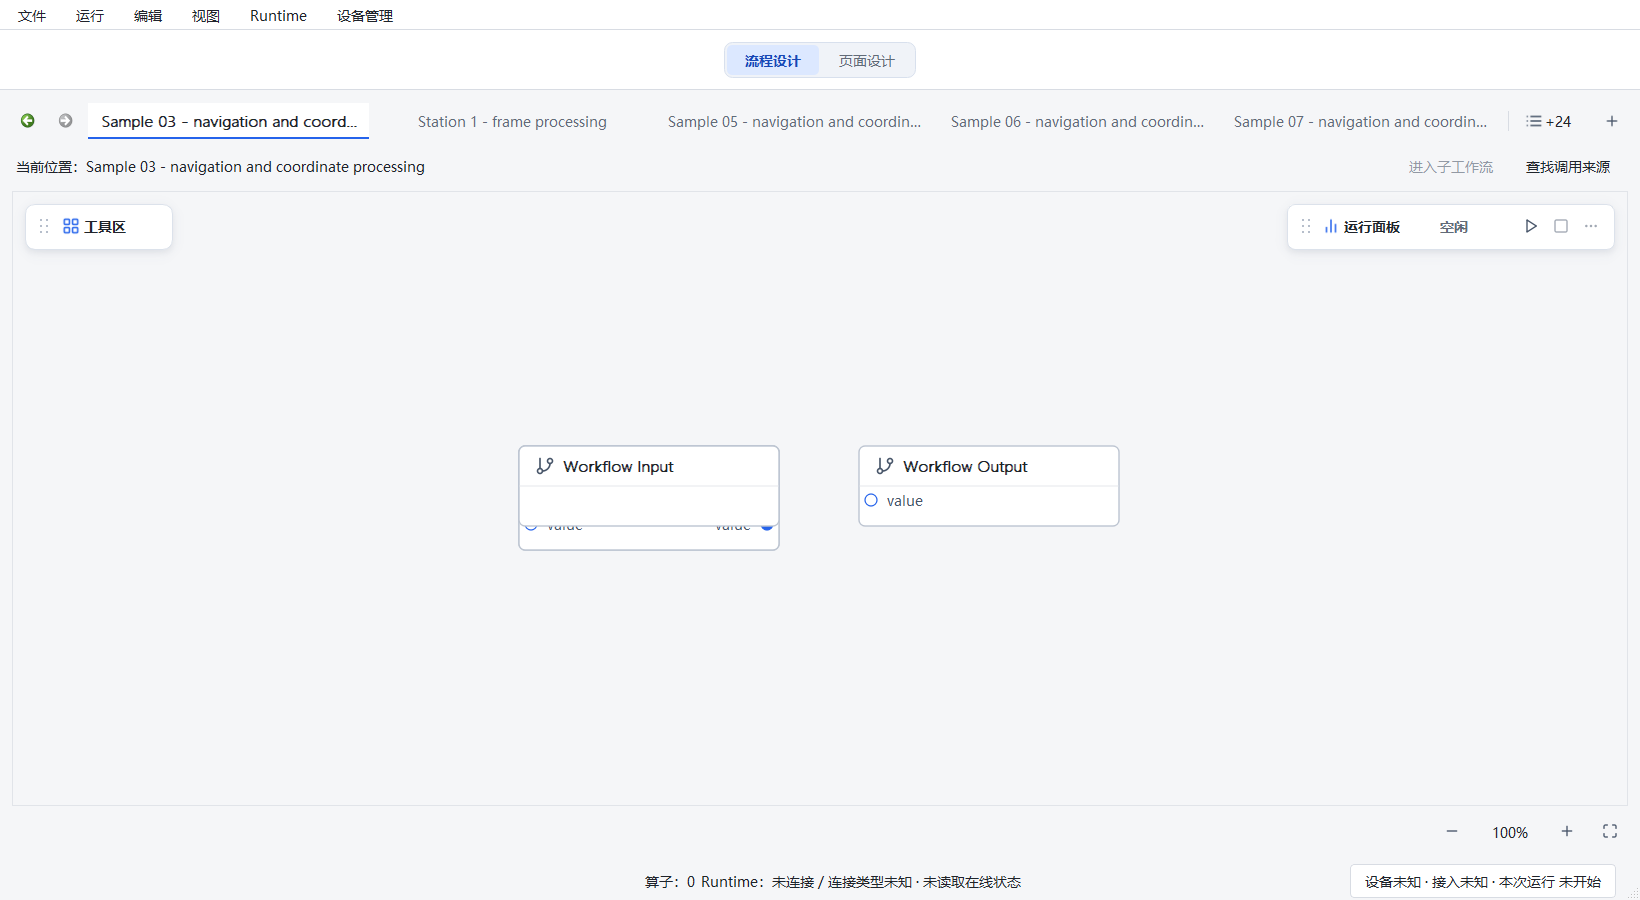 文件 运行 编辑 视图 Runtime 设备管理
流程设计 页面设计
Sample 03 - navigation and coord... Station 1 - frame processing Sample 05 - navigation and coordin... Sample 06 - navigation and coordin... Sample 07 - navigation and coordin... +24
当前位置：Sample 03 - navigation and coordinate processing 进入子工作流 查找调用来源
工具区 运行面板 空闲
Workflow Input Workflow Output
value
value value
100%
算子：0 Runtime：未连接 / 连接类型未知 · 未读取在线状态 设备未知 · 接入未知 · 本次运行 未开始